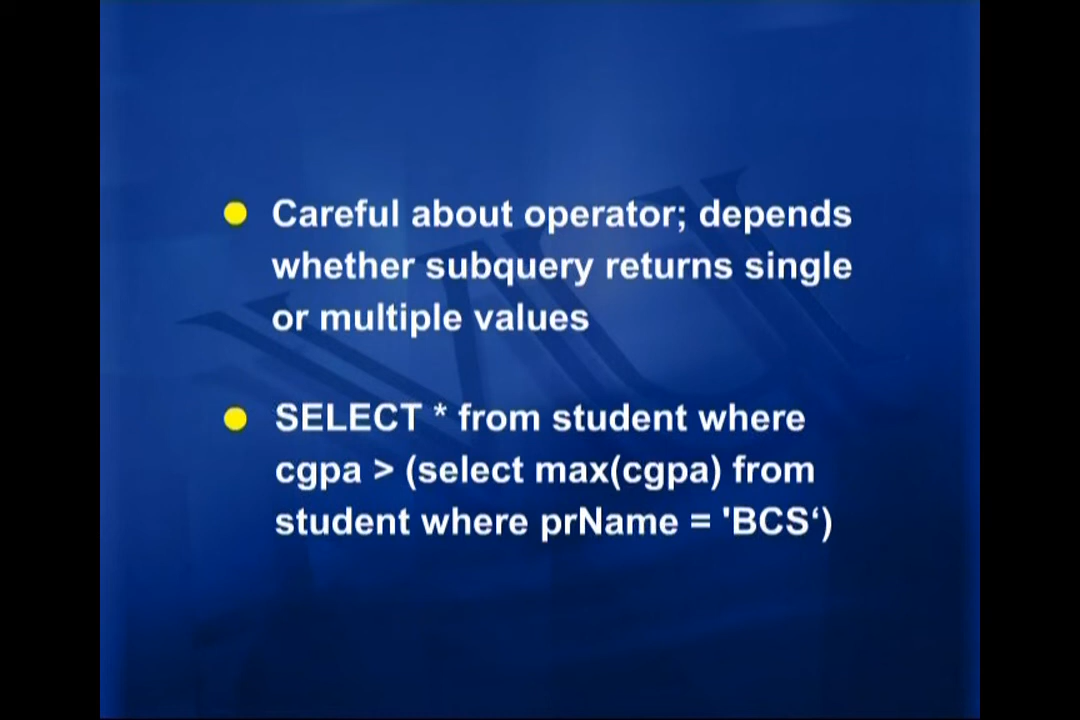 Careful about operator; depends
whether subquery returns single
or multiple values
SELECT * from student where
cgpa > (select max(cgpa) from
student where prName = 'BCS‘)
VU